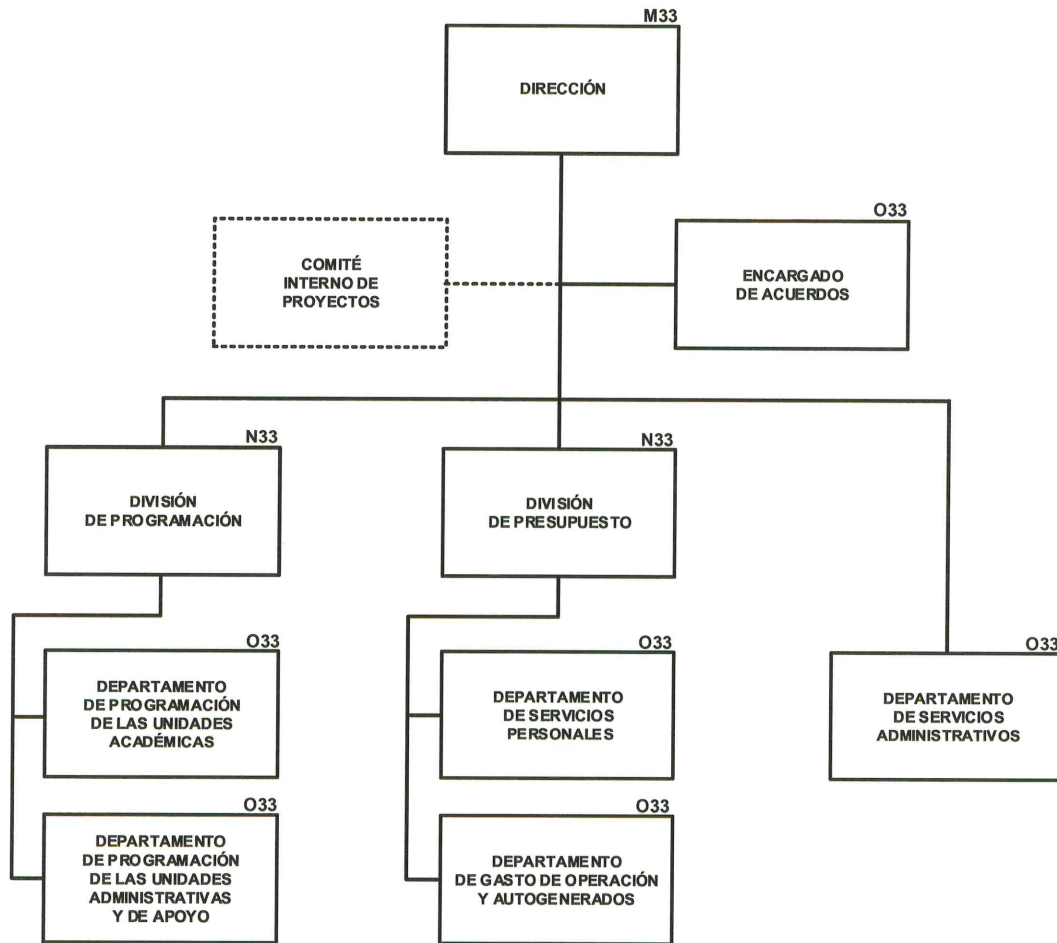 M33
DIRECCIÓN
COMITÉ
INTERNO DE
PROYECTOS
O33
ENCARGADO
DE ACUERDOS
N33
DIVISIÓN
DE PROGRAMACIÓN
N33
DIVISIÓN
DE PRESUPUESTO
O33
DEPARTAMENTO
DE PROGRAMACIÓN
DE LAS UNIDADES
ACADÉMICAS
O33
DEPARTAMENTO
DE SERVICIOS
PERSONALES
O33
DEPARTAMENTO
DE SERVICIOS
ADMINISTRATIVOS
O33
DEPARTAMENTO
DE PROGRAMACIÓN
DE LAS UNIDADES
ADMINISTRATIVAS
Y DE APOYO
O33
DEPARTAMENTO
DE GASTO DE OPERACIÓN
Y AUTOGENERADOS